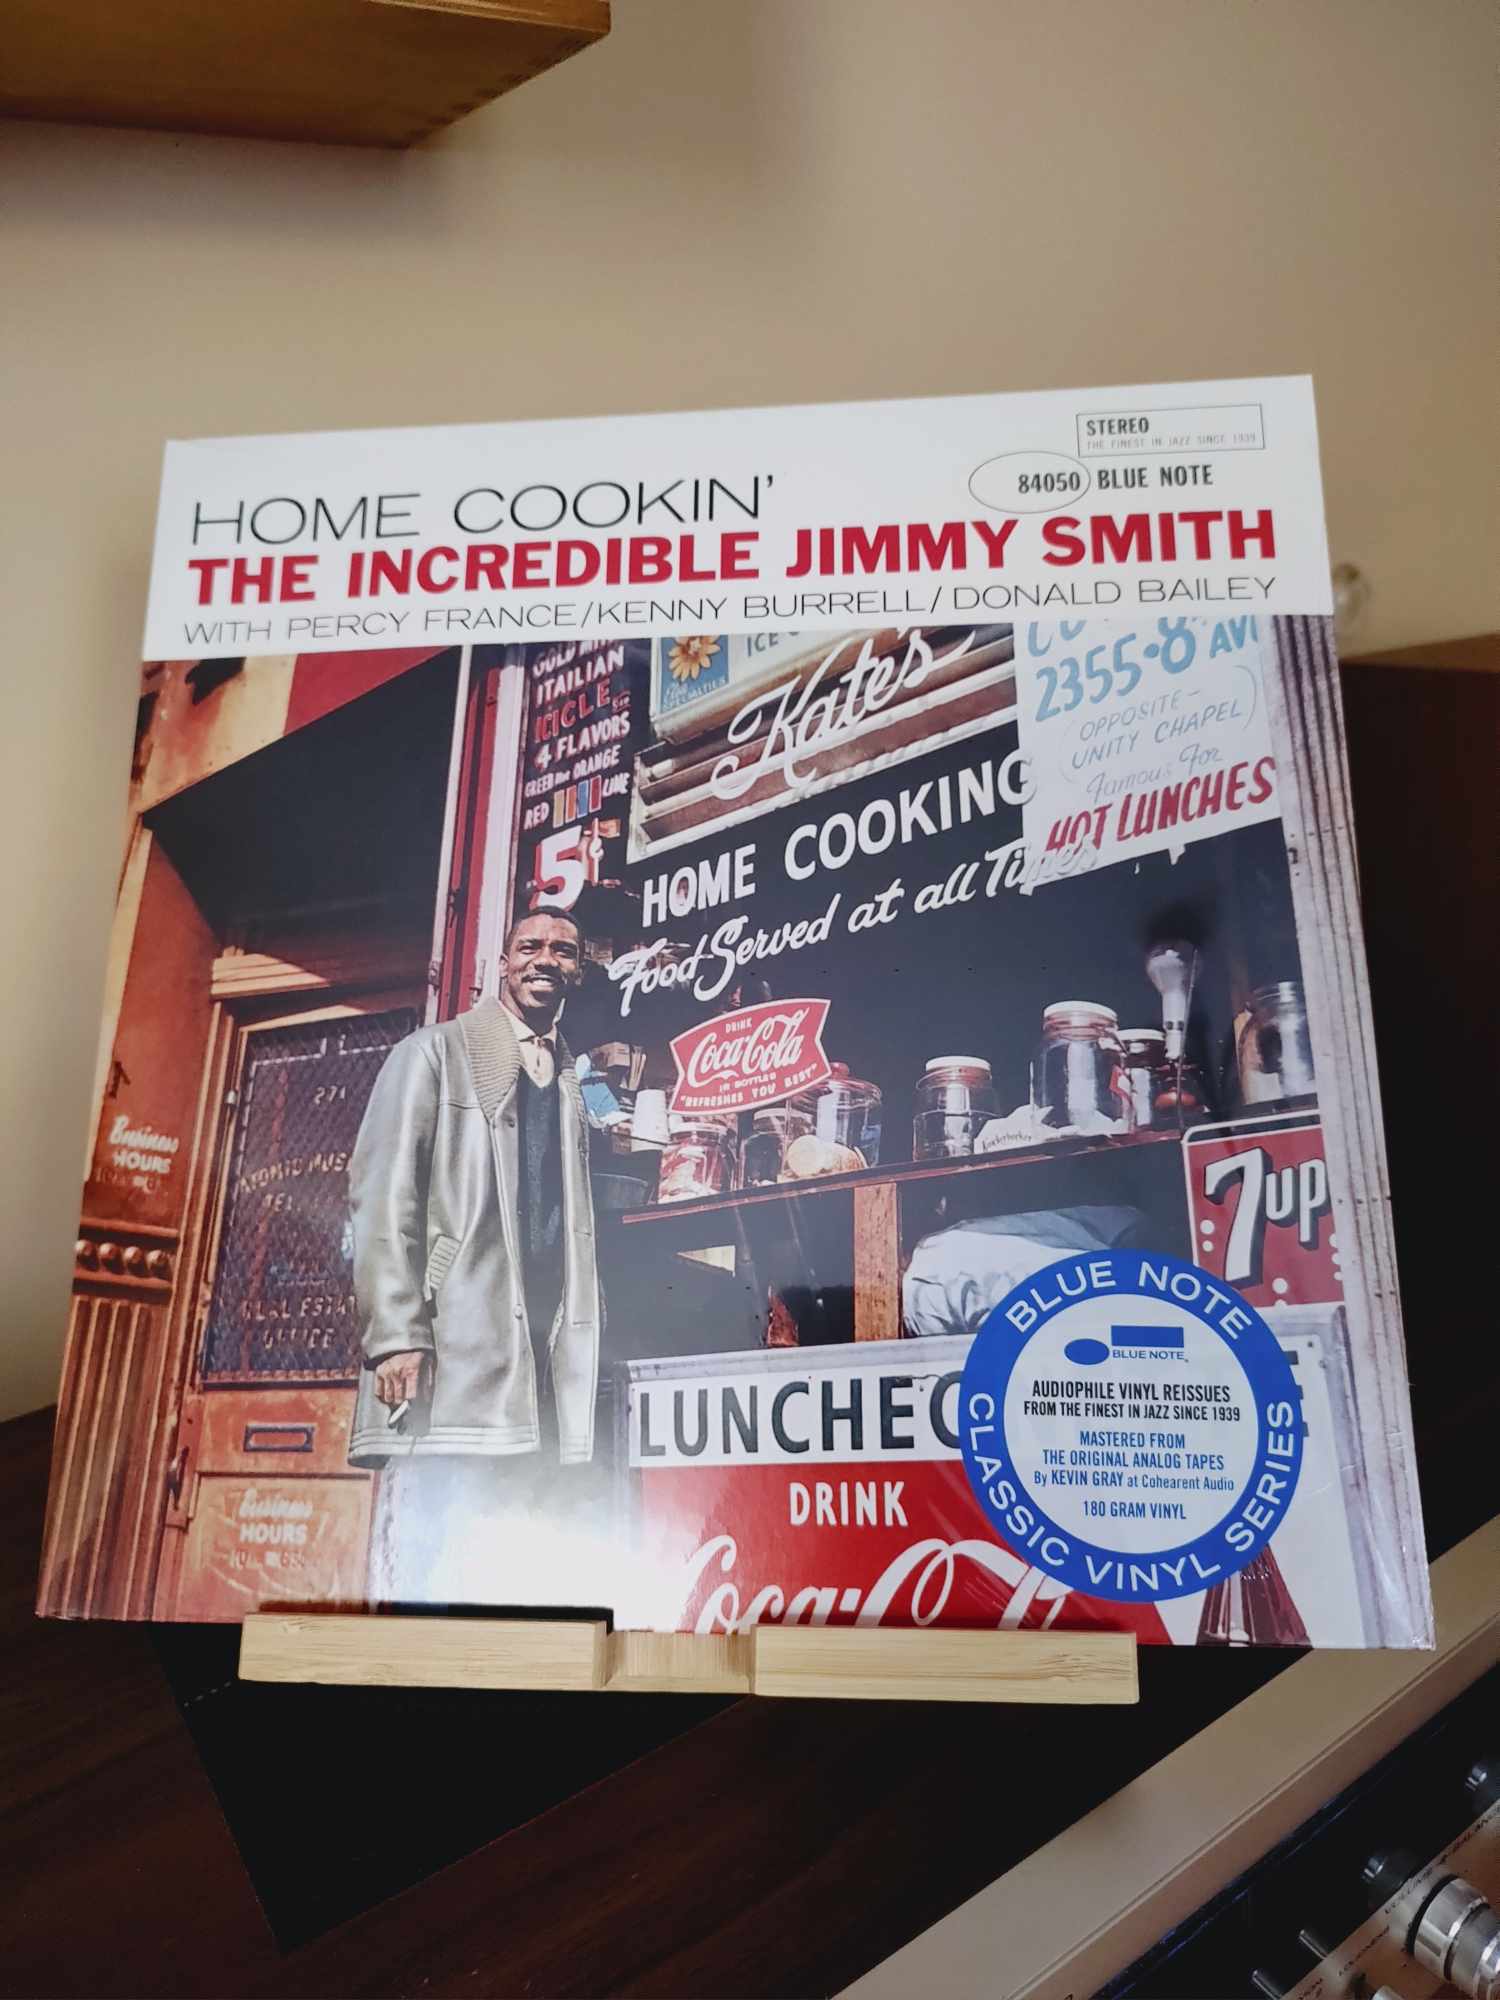 STEREO
THE FINEST IN JAZZ SINCE 1939
84050 BLUE NOTE
HOME COOKIN'
THE INCREDIBLE JIMMY SMITH
WITH PERCY FRANCE/KENNY BURRELL/DONALD BAILEY
ITAILIAN
ICICLE
4 FLAVORS
ORANGE
RED
LIME
5¢
ICE
Kate's
HOME COOKING
Food Served at all Times
2355-8
AV
(OPPOSITE-
UNITY CHAPEL)
Famous For
HOT LUNCHES
DRINK
Coca-Cola
IN BOTTLES
"REFRESHES YOU BEST"
7UP
271
Business
HOURS
Business
HOURS
LUNCHEO
DRINK
Coca-Col
BLUE NOTE
BLUE NOTE
AUDIOPHILE VINYL REISSUES
FROM THE FINEST IN JAZZ SINCE 1939
MASTERED FROM
THE ORIGINAL ANALOG TAPES
By KEVIN GRAY at Cohearent Audio
180 GRAM VINYL
CLASSIC VINYL SERIES